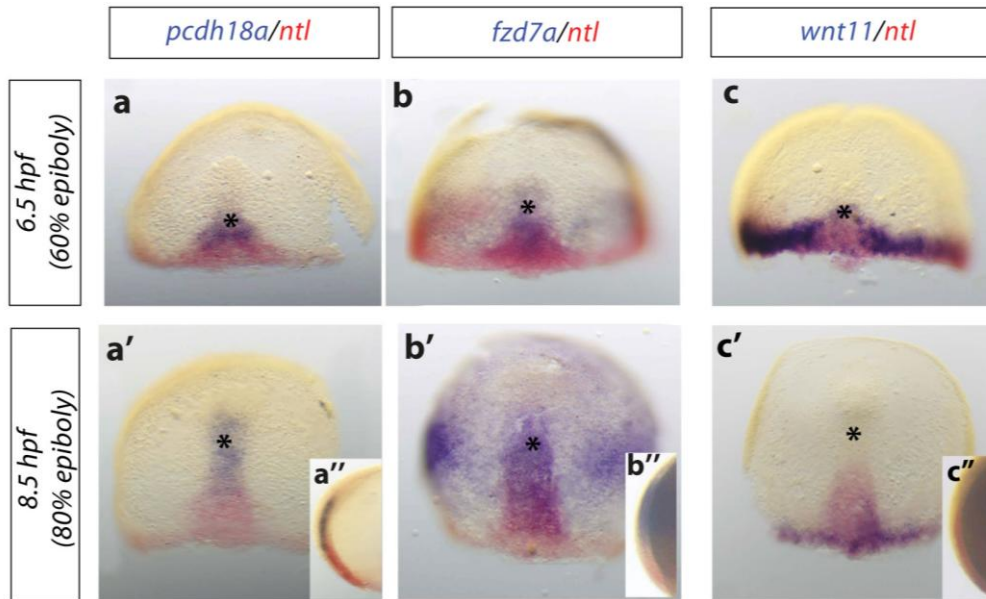 pcdh18a/ntl
fzd7a/ntl
wnt11/ntl
6.5 hpf
(60% epiboly)
a
*
b
*
c
*
8.5 hpf
(80% epiboly)
a′
*
a′′
b′
*
b′′
c′
*
c′′